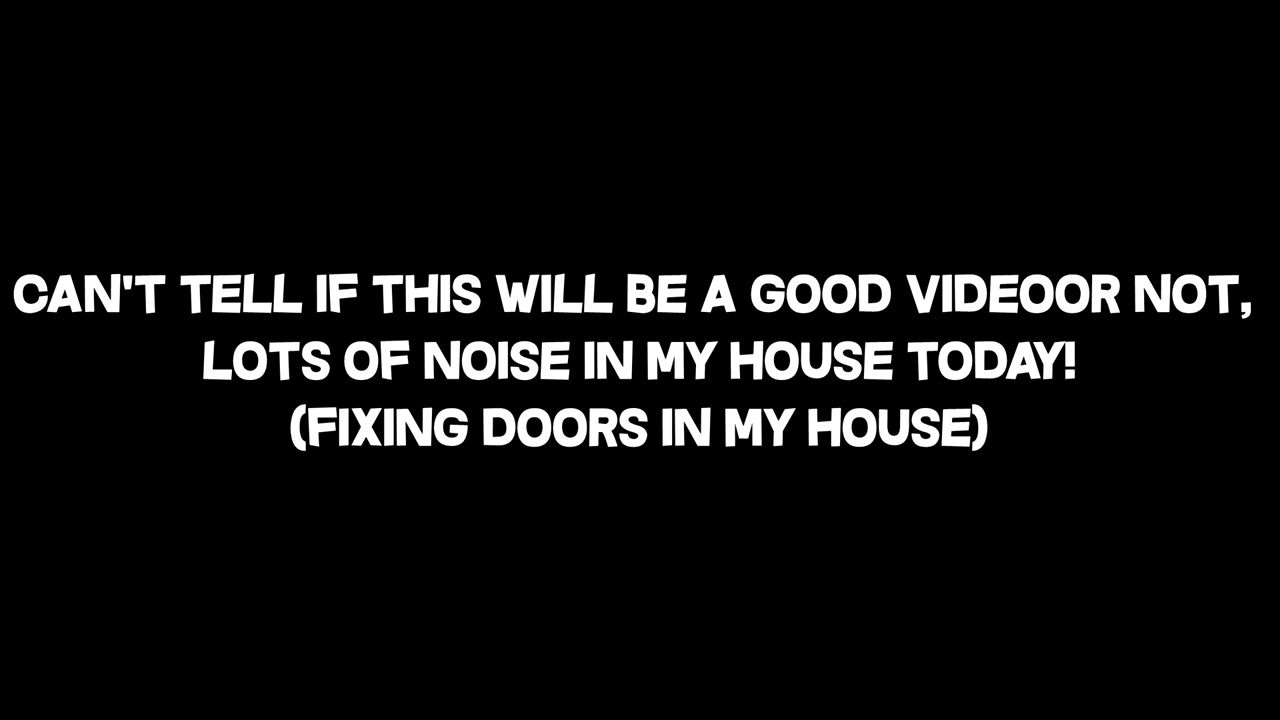 CAN'T TELL IF THIS WILL BE A GOOD VIDEOOR NOT,
LOTS OF NOISE IN MY HOUSE TODAY!
(FIXING DOORS IN MY HOUSE)